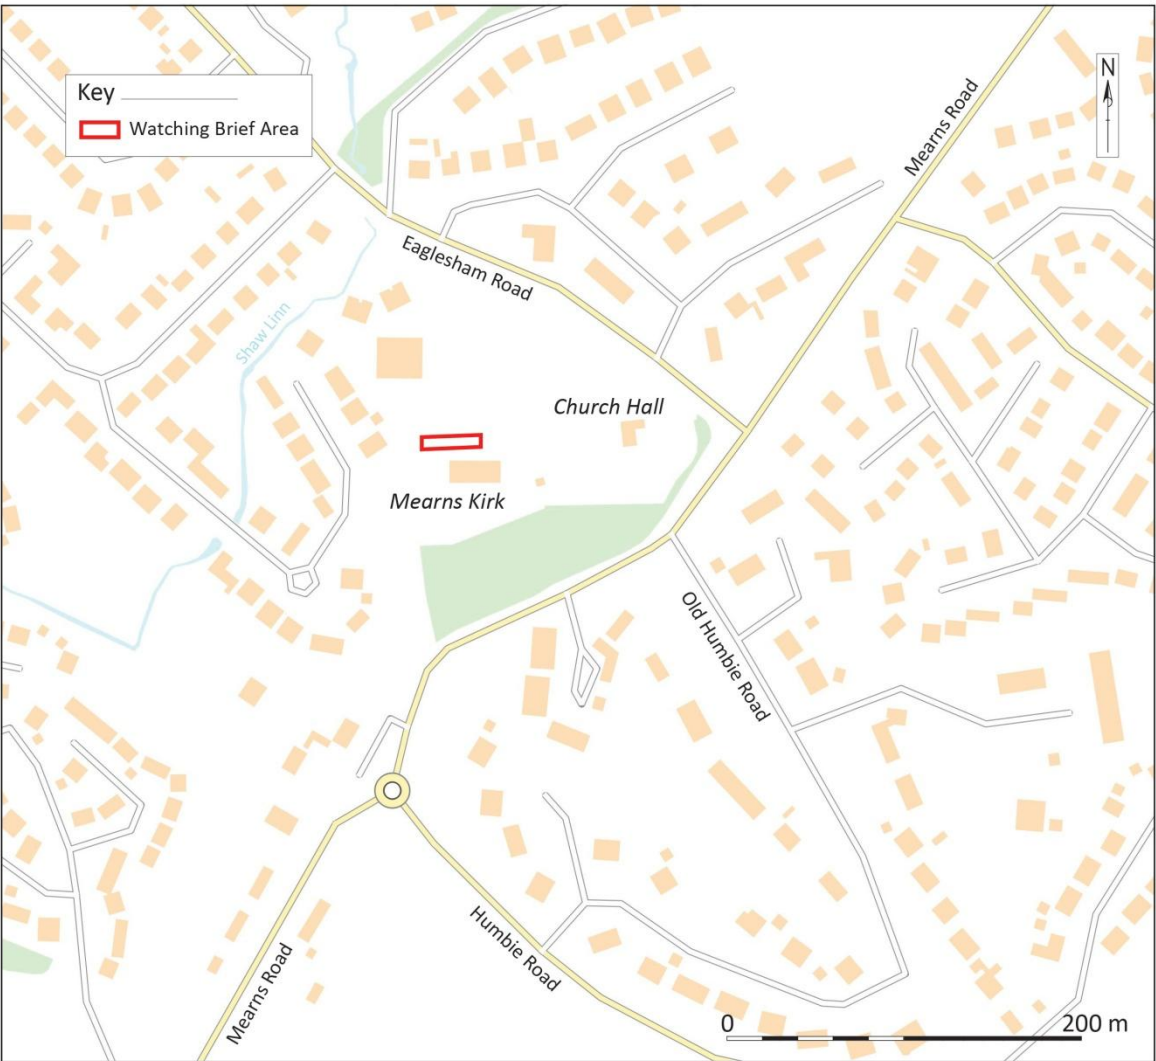 Key
Watching Brief Area
N
Mearns Road
Eaglesham Road
Shaw Linn
Church Hall
Mearns Kirk
Old Humbie Road
Humbie Road
Mearns Road
0
200 m